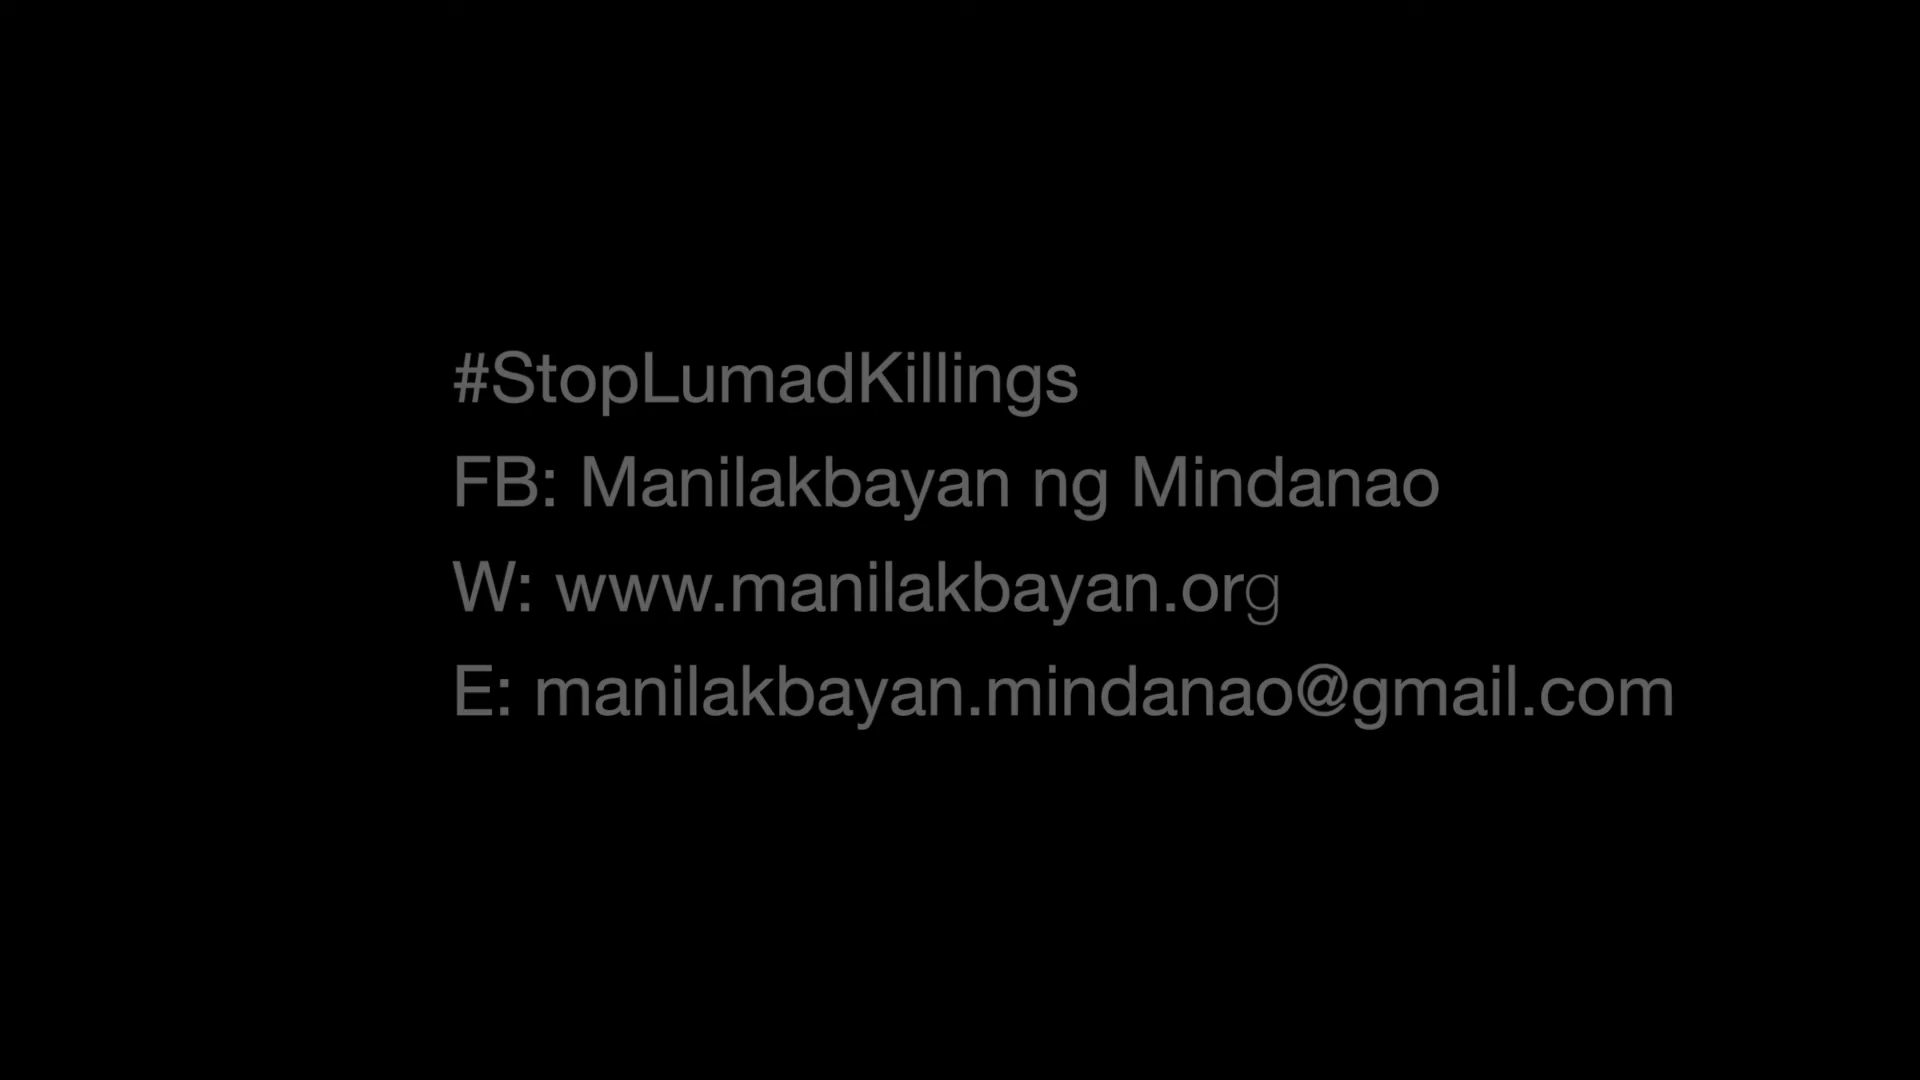 #StopLumadKillings
FB: Manilakbayan ng Mindanao
W: www.manilakbayan.org
E: manilakbayan.mindanao@gmail.com